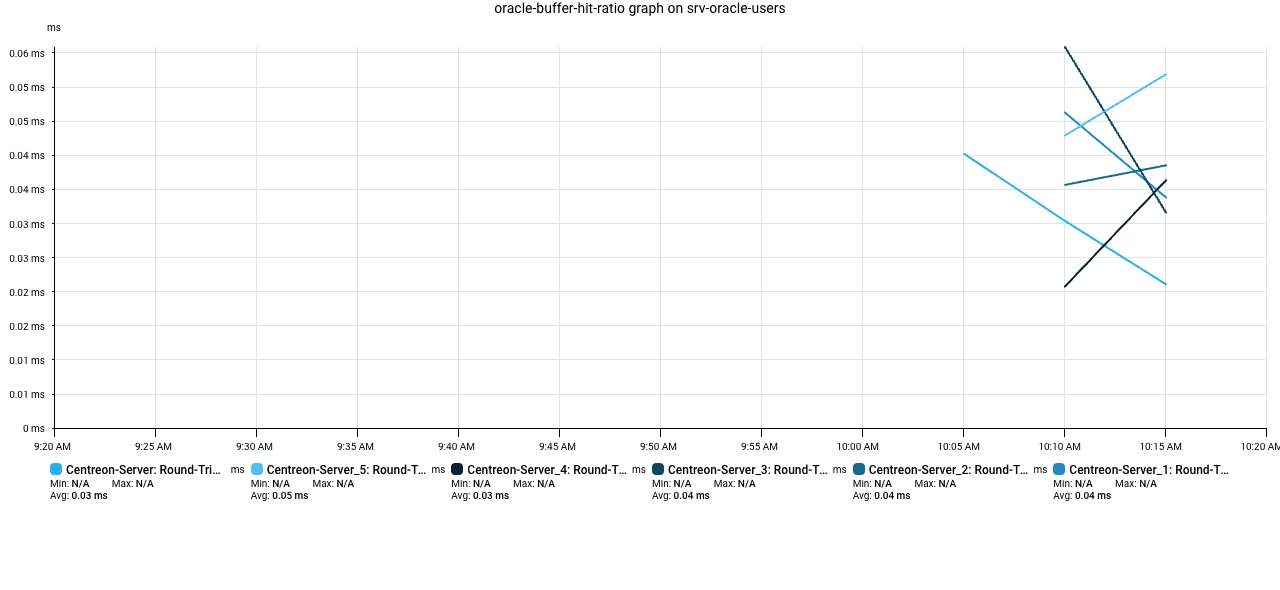 oracle-buffer-hit-ratio graph on srv-oracle-users
ms
0.06 ms
0.05 ms
0.05 ms
0.04 ms
0.04 ms
0.03 ms
0.03 ms
0.02 ms
0.02 ms
0.01 ms
0.01 ms
0 ms
9:20 AM 9:25 AM 9:30 AM 9:35 AM 9:40 AM 9:45 AM 9:50 AM 9:55 AM 10:00 AM 10:05 AM 10:10 AM 10:15 AM 10:20 AM
Centreon-Server: Round-Tri... ms Centreon-Server_5: Round-T... ms Centreon-Server_4: Round-T... ms Centreon-Server_3: Round-T... ms Centreon-Server_2: Round-T... ms Centreon-Server_1: Round-T...
Min: N/A Max: N/A Min: N/A Max: N/A Min: N/A Max: N/A Min: N/A Max: N/A Min: N/A Max: N/A Min: N/A Max: N/A
Avg: 0.03 ms Avg: 0.05 ms Avg: 0.03 ms Avg: 0.04 ms Avg: 0.04 ms Avg: 0.04 ms